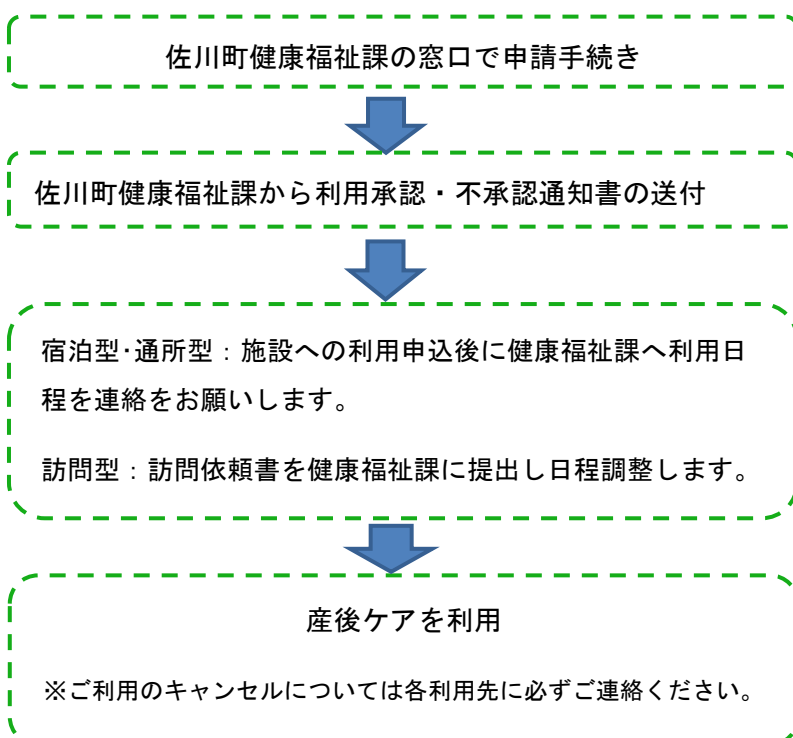 佐川町健康福祉課の窓口で申請手続き
佐川町健康福祉課から利用承認・不承認通知書の送付
宿泊型･通所型：施設への利用申込後に健康福祉課へ利用日
程を連絡をお願いします。
訪問型：訪問依頼書を健康福祉課に提出し日程調整します。
産後ケアを利用
※ご利用のキャンセルについては各利用先に必ずご連絡ください。